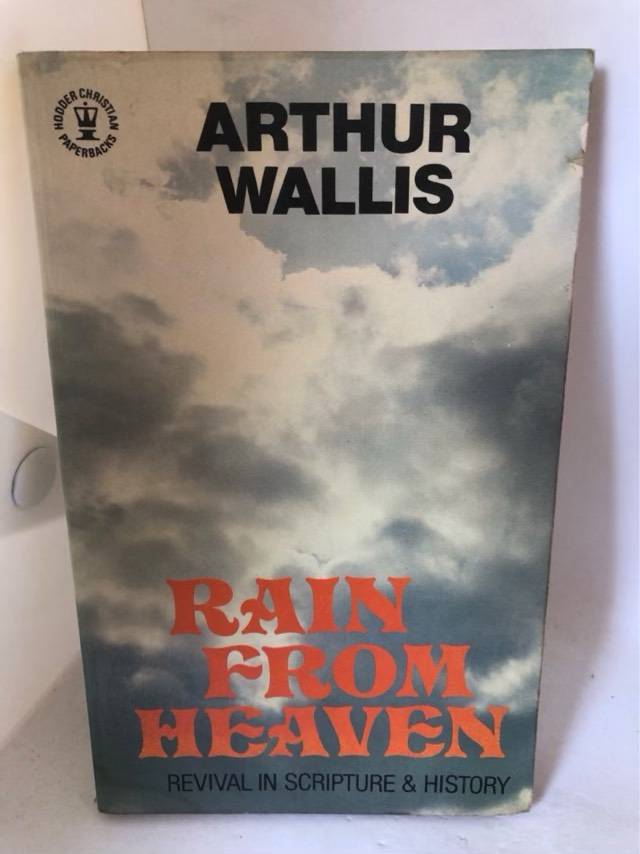 HODDER CHRISTIAN
PAPERBACKS
ARTHUR
WALLIS
RAIN
FROM
HEAVEN
REVIVAL IN SCRIPTURE & HISTORY